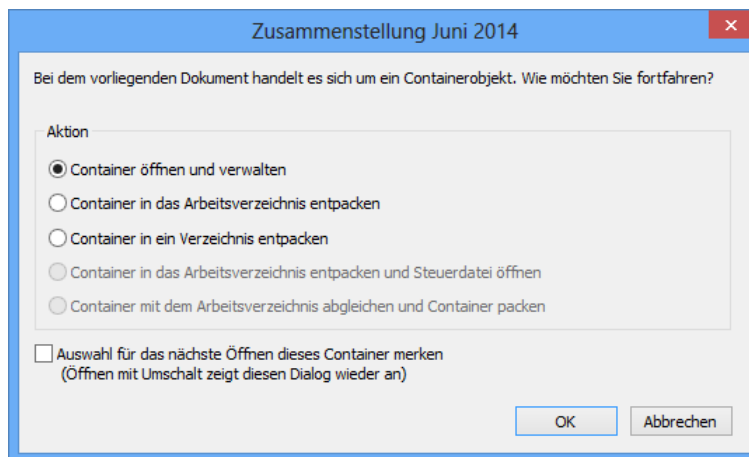 Zusammenstellung Juni 2014
Bei dem vorliegenden Dokument handelt es sich um ein Containerobjekt. Wie möchten Sie fortfahren?
Aktion
Container öffnen und verwalten
Container in das Arbeitsverzeichnis entpacken
Container in ein Verzeichnis entpacken
Container in das Arbeitsverzeichnis entpacken und Steuerdatei öffnen
Container mit dem Arbeitsverzeichnis abgleichen und Container packen
Auswahl für das nächste Öffnen dieses Container merken
(Öffnen mit Umschalt zeigt diesen Dialog wieder an)
OK Abbrechen